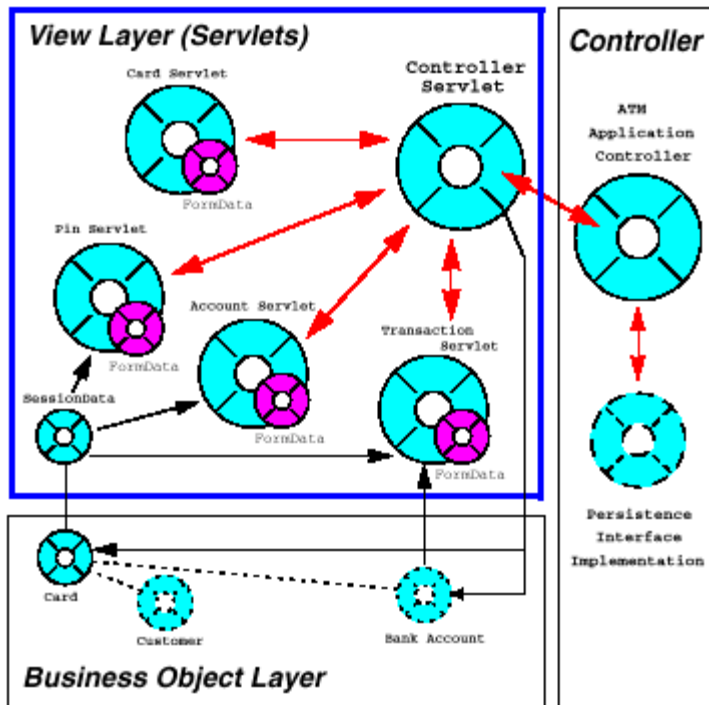 View Layer (Servlets)
Controller
Card Servlet
Controller
Servlet
ATM
Application
Controller
FormData
Pin Servlet
Account Servlet
Transaction
Servlet
FormData
SessionData
FormData
FormData
Persistence
Interface
Implementation
Card
Customer
Bank Account
Business Object Layer